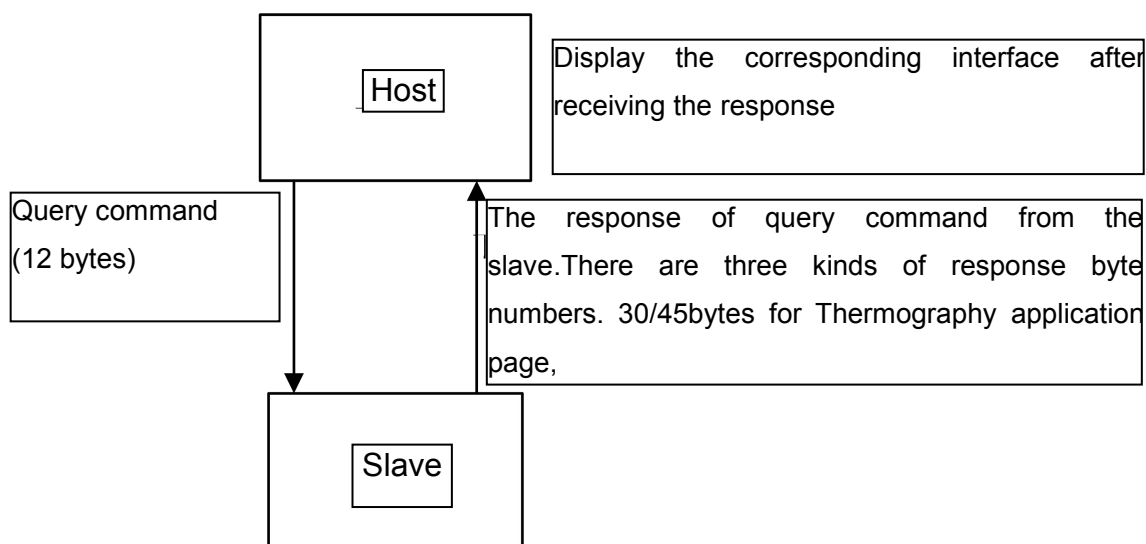 Host
Display the corresponding interface after
receiving the response
Query command
(12 bytes)
The response of query command from the
slave.There are three kinds of response byte
numbers. 30/45bytes for Thermography application
page,
Slave